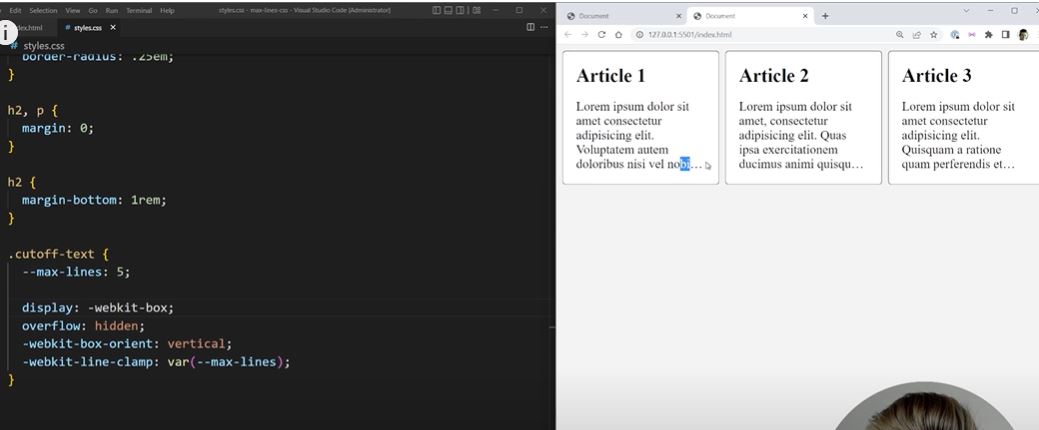 Edit Selection View Go Run Terminal Help
styles.css - max-lines-css - Visual Studio Code [Administrator]
index.html
# styles.css
# styles.css
border-radius: .25em;
}
h2, p {
margin: 0;
}
h2 {
margin-bottom: 1rem;
}
.cutoff-text {
--max-lines: 5;
display: -webkit-box;
overflow: hidden;
-webkit-box-orient: vertical;
-webkit-line-clamp: var(--max-lines);
}
Document
Document
127.0.0.1:5501/index.html
Article 1
Lorem ipsum dolor sit
amet consectetur
adipisicing elit.
Voluptatem autem
doloribus nisi vel nobi…
Article 2
Lorem ipsum dolor sit
amet, consectetur
adipisicing elit. Quas
ipsa exercitationem
ducimus animi quisqu…
Article 3
Lorem ipsum dolor sit
amet consectetur
adipisicing elit.
Quisquam a ratione
quam perferendis et…